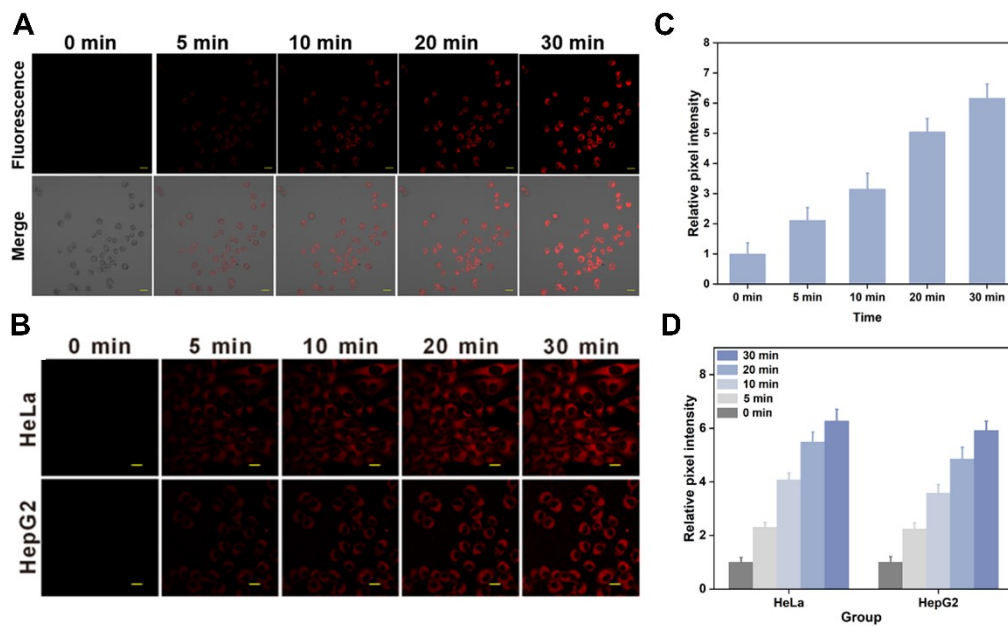 A
0 min 5 min 10 min 20 min 30 min
Fluorescence
Merge
B
0 min 5 min 10 min 20 min 30 min
HeLa
HepG2
C
Relative pixel intensity
8
7
6
5
4
3
2
1
0
0 min 5 min 10 min 20 min 30 min
Time
D
Relative pixel intensity
8
6
4
2
0
30 min
20 min
10 min
5 min
0 min
HeLa HepG2
Group